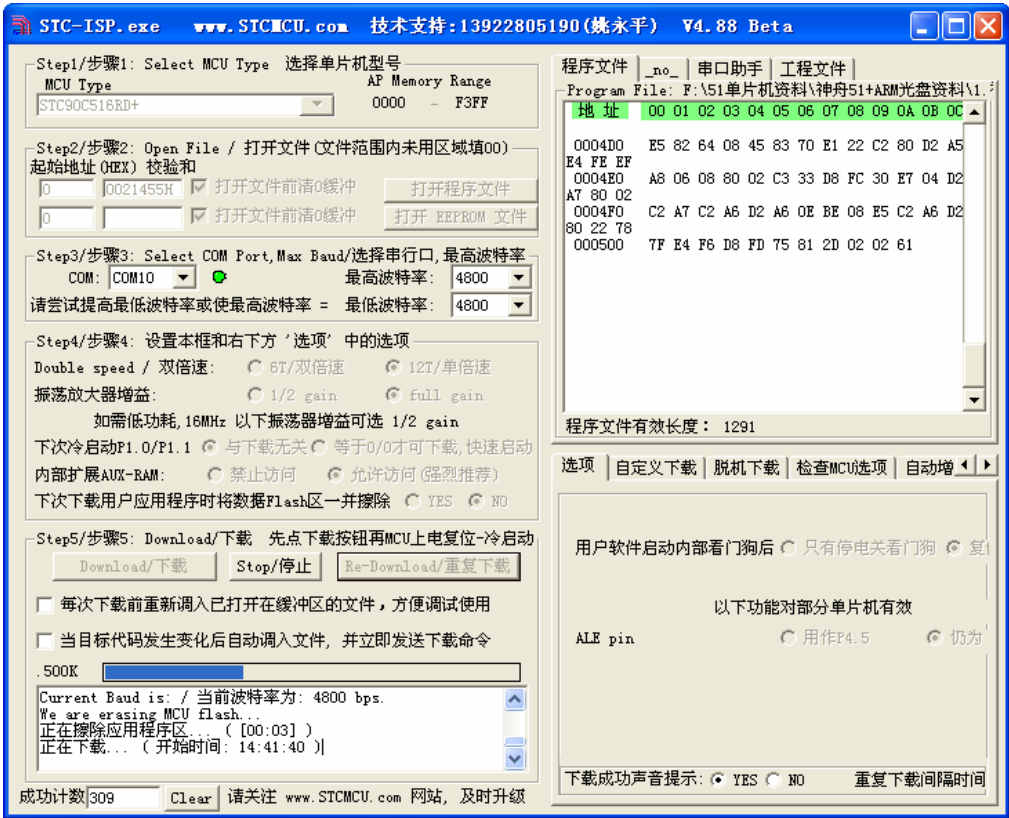 STC-ISP.exe www.STCMCU.com 技术支持:13922805190(姚永平) V4.88 Beta
Step1/步骤1: Select MCU Type 选择单片机型号
MCU Type AP Memory Range
STC90C516RD+ 0000 - F3FF
Step2/步骤2: Open File / 打开文件(文件范围内未用区域填00)
起始地址(HEX) 校验和
0 0021455H 打开文件前清0缓冲 打开程序文件
0 打开文件前清0缓冲 打开 EEPROM 文件
Step3/步骤3: Select COM Port,Max Baud/选择串行口,最高波特率
COM: COM10 最高波特率: 4800
请尝试提高最低波特率或使最高波特率 = 最低波特率: 4800
Step4/步骤4: 设置本框和右下方 '选项' 中的选项
Double speed / 双倍速: 6T/双倍速 12T/单倍速
振荡放大器增益: 1/2 gain full gain
如需低功耗,16MHz 以下振荡器增益可选 1/2 gain
下次冷启动P1.0/P1.1 与下载无关 等于0/0才可下载,快速启动
内部扩展AUX-RAM: 禁止访问 允许访问(强烈推荐)
下次下载用户应用程序时将数据Flash区一并擦除 YES NO
Step5/步骤5: Download/下载 先点下载按钮再MCU上电复位-冷启动
Download/下载 Stop/停止 Re-Download/重复下载
每次下载前重新调入已打开在缓冲区的文件,方便调试使用
当目标代码发生变化后自动调入文件, 并立即发送下载命令
.500K
Current Baud is: / 当前波特率为: 4800 bps.
We are erasing MCU flash...
正在擦除应用程序区... ( [00:03] )
正在下载... ( 开始时间: 14:41:40 )
成功计数 309 Clear 请关注 www.STCMCU.com 网站, 及时升级
程序文件 _no_ 串口助手 工程文件
Program File: F:\51单片机资料\神舟51+ARM光盘资料\1.
地 址 00 01 02 03 04 05 06 07 08 09 0A 0B 0C
0004D0 E5 82 64 08 45 83 70 E1 22 C2 80 D2 A5
E4 FE EF
0004E0 A8 06 08 80 02 C3 33 D8 FC 30 E7 04 D2
A7 80 02
0004F0 C2 A7 C2 A6 D2 A6 0E BE 08 E5 C2 A6 D2
80 22 78
000500 7F E4 F6 D8 FD 75 81 2D 02 02 61
程序文件有效长度: 1291
选项 自定义下载 脱机下载 检查MCU选项 自动增
用户软件启动内部看门狗后 只有停电关看门狗 复
以下功能对部分单片机有效
ALE pin 用作P4.5 仍为
下载成功声音提示: YES NO 重复下载间隔时间